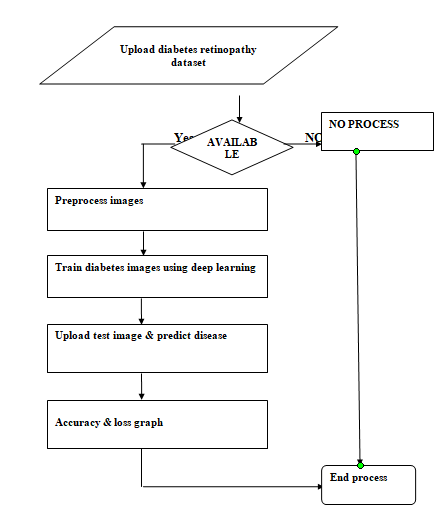 Upload diabetes retinopathy
dataset
NO PROCESS
Yes
AVAILAB
LE
NO
Preprocess images
Train diabetes images using deep learning
Upload test image & predict disease
Accuracy & loss graph
End process